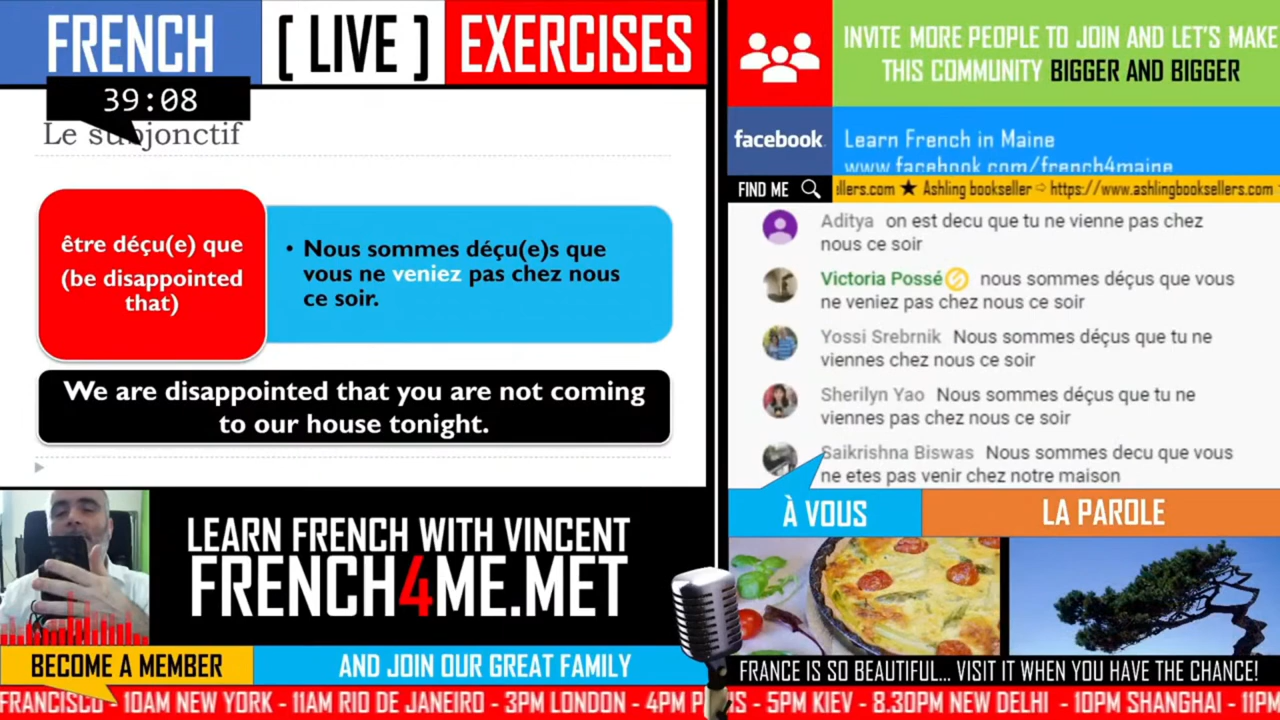 FRENCH [ LIVE ] EXERCISES
39:08
Le subjonctif
être déçu(e) que
(be disappointed
that)
• Nous sommes déçu(e)s que
vous ne veniez pas chez nous
ce soir.
We are disappointed that you are not coming
to our house tonight.
LEARN FRENCH WITH VINCENT
FRENCH4ME.MET
BECOME A MEMBER
AND JOIN OUR GREAT FAMILY
INVITE MORE PEOPLE TO JOIN AND LET'S MAKE
THIS COMMUNITY BIGGER AND BIGGER
facebook.
Learn French in Maine
www.facebook.com/french4maine
FIND ME
llers.com ★ Ashling bookseller ⇨ https://www.ashlingbooksellers.com
Aditya on est decu que tu ne vienne pas chez
nous ce soir
Victoria Possé nous sommes déçus que vous
ne veniez pas chez nous ce soir
Yossi Srebrnik Nous sommes déçus que tu ne
viennes chez nous ce soir
Sherilyn Yao Nous sommes déçus que tu ne
viennes pas chez nous ce soir
Saikrishna Biswas Nous sommes decu que vous
ne etes pas venir chez notre maison
À VOUS
LA PAROLE
FRANCE IS SO BEAUTIFUL... VISIT IT WHEN YOU HAVE THE CHANCE!
FRANCISCO - 10AM NEW YORK - 11AM RIO DE JANEIRO - 3PM LONDON - 4PM P S - 5PM KIEV - 8.30PM NEW DELHI - 10PM SHANGHAI - 11PM